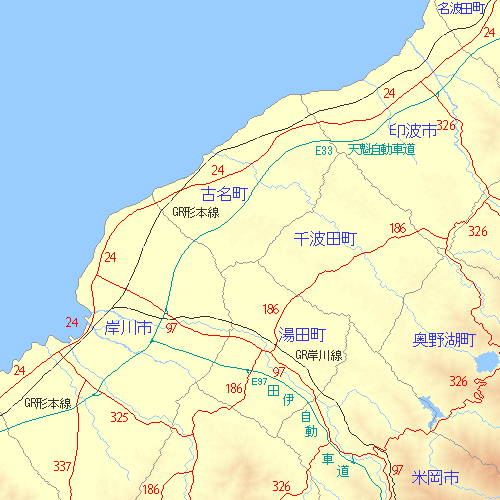 名波田町
24
24
印波市
326
E33
天魁自動車道
24
古名町
GR形本線
186
326
千波田町
24
186
24
岸川市
97
湯田町
奥野湖町
GR岸川線
24
97
E97
326
186
田伊自動車道
GR形本線
325
337
97
米岡市
326
186